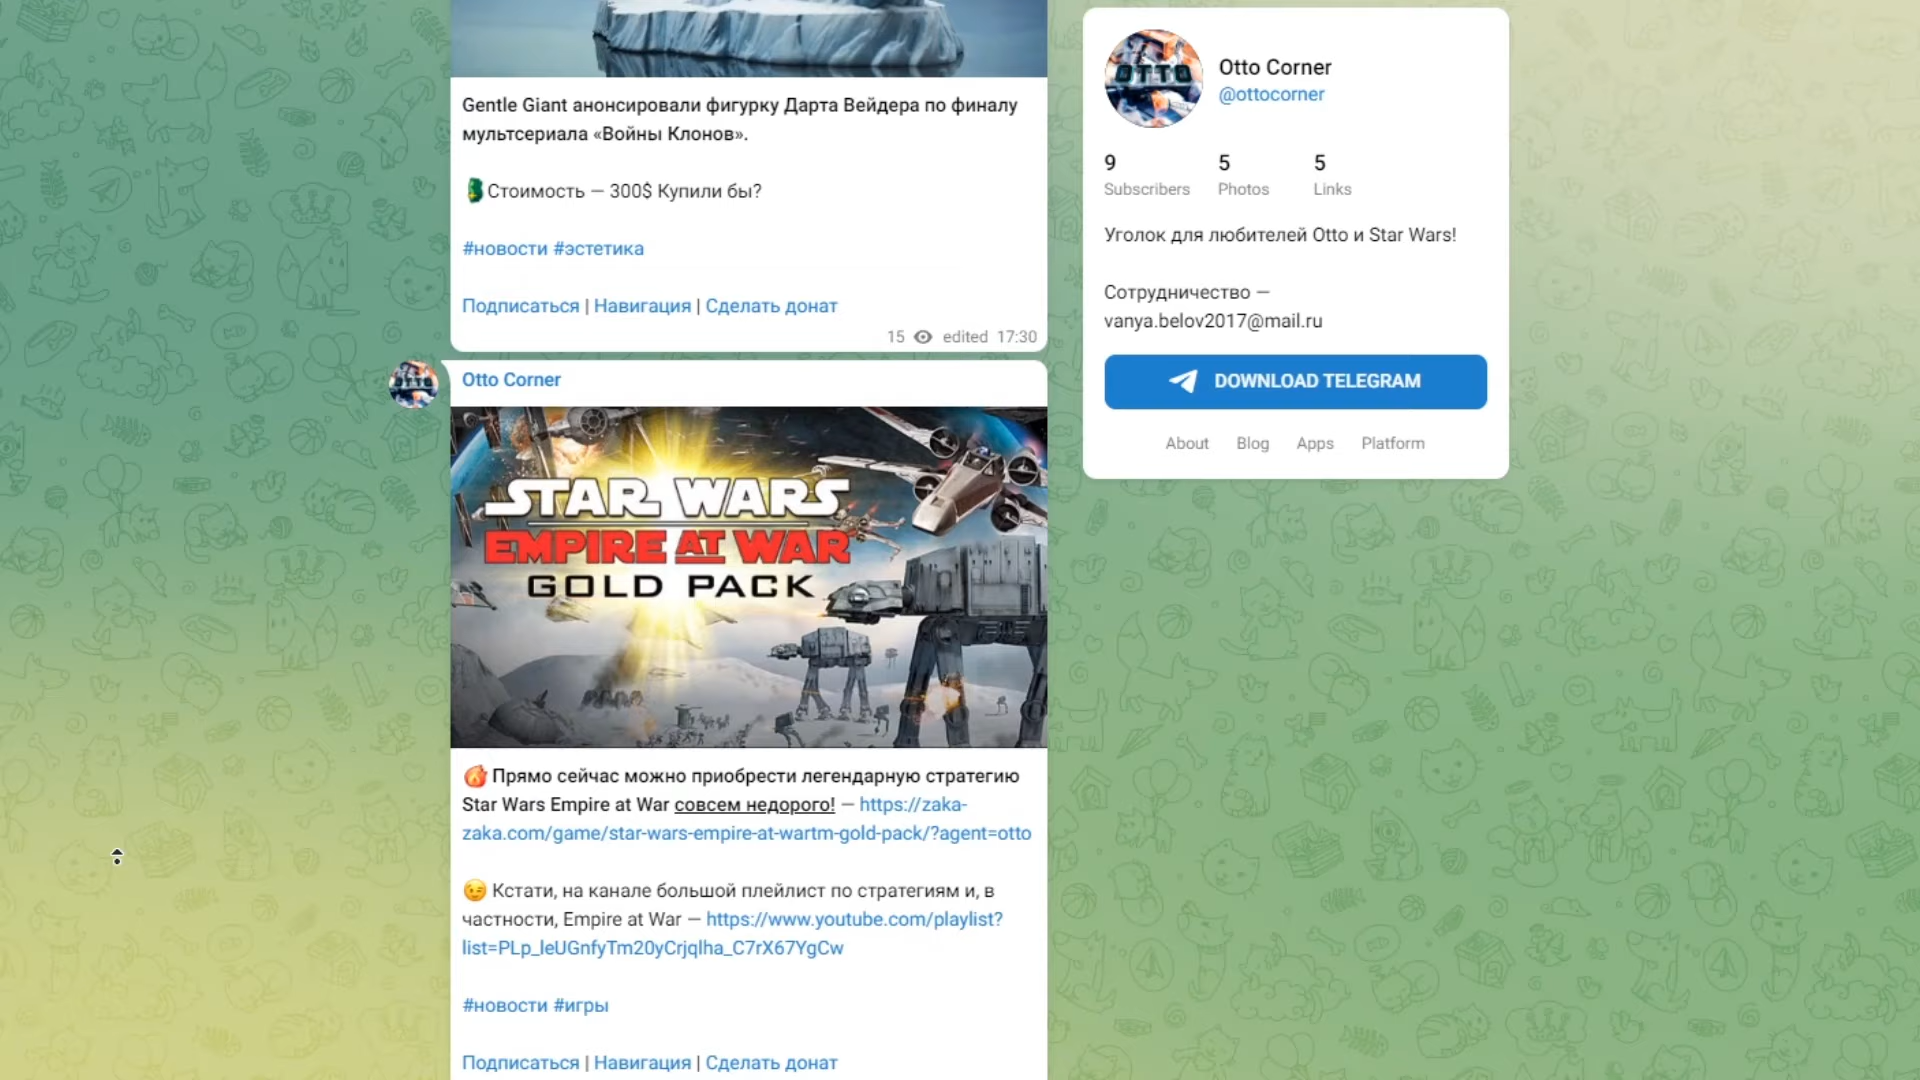 Gentle Giant анонсировали фигурку Дарта Вейдера по финалу
мультсериала «Войны Клонов».
Стоимость — 300$ Купили бы?
#новости #эстетика
Подписаться | Навигация | Сделать донат
15 edited 17:30
Otto Corner
STAR WARS
EMPIRE AT WAR
GOLD PACK
Прямо сейчас можно приобрести легендарную стратегию
Star Wars Empire at War совсем недорого! — https://zaka-
zaka.com/game/star-wars-empire-at-wartm-gold-pack/?agent=otto
Кстати, на канале большой плейлист по стратегиям и, в
частности, Empire at War — https://www.youtube.com/playlist?
list=PLp_leUGnfyTm20yCrjqlha_C7rX67YgCw
#новости #игры
Подписаться | Навигация | Сделать донат
OTTO
Otto Corner
@ottocorner
9 5 5
Subscribers Photos Links
Уголок для любителей Otto и Star Wars!
Сотрудничество —
vanya.belov2017@mail.ru
DOWNLOAD TELEGRAM
About Blog Apps Platform